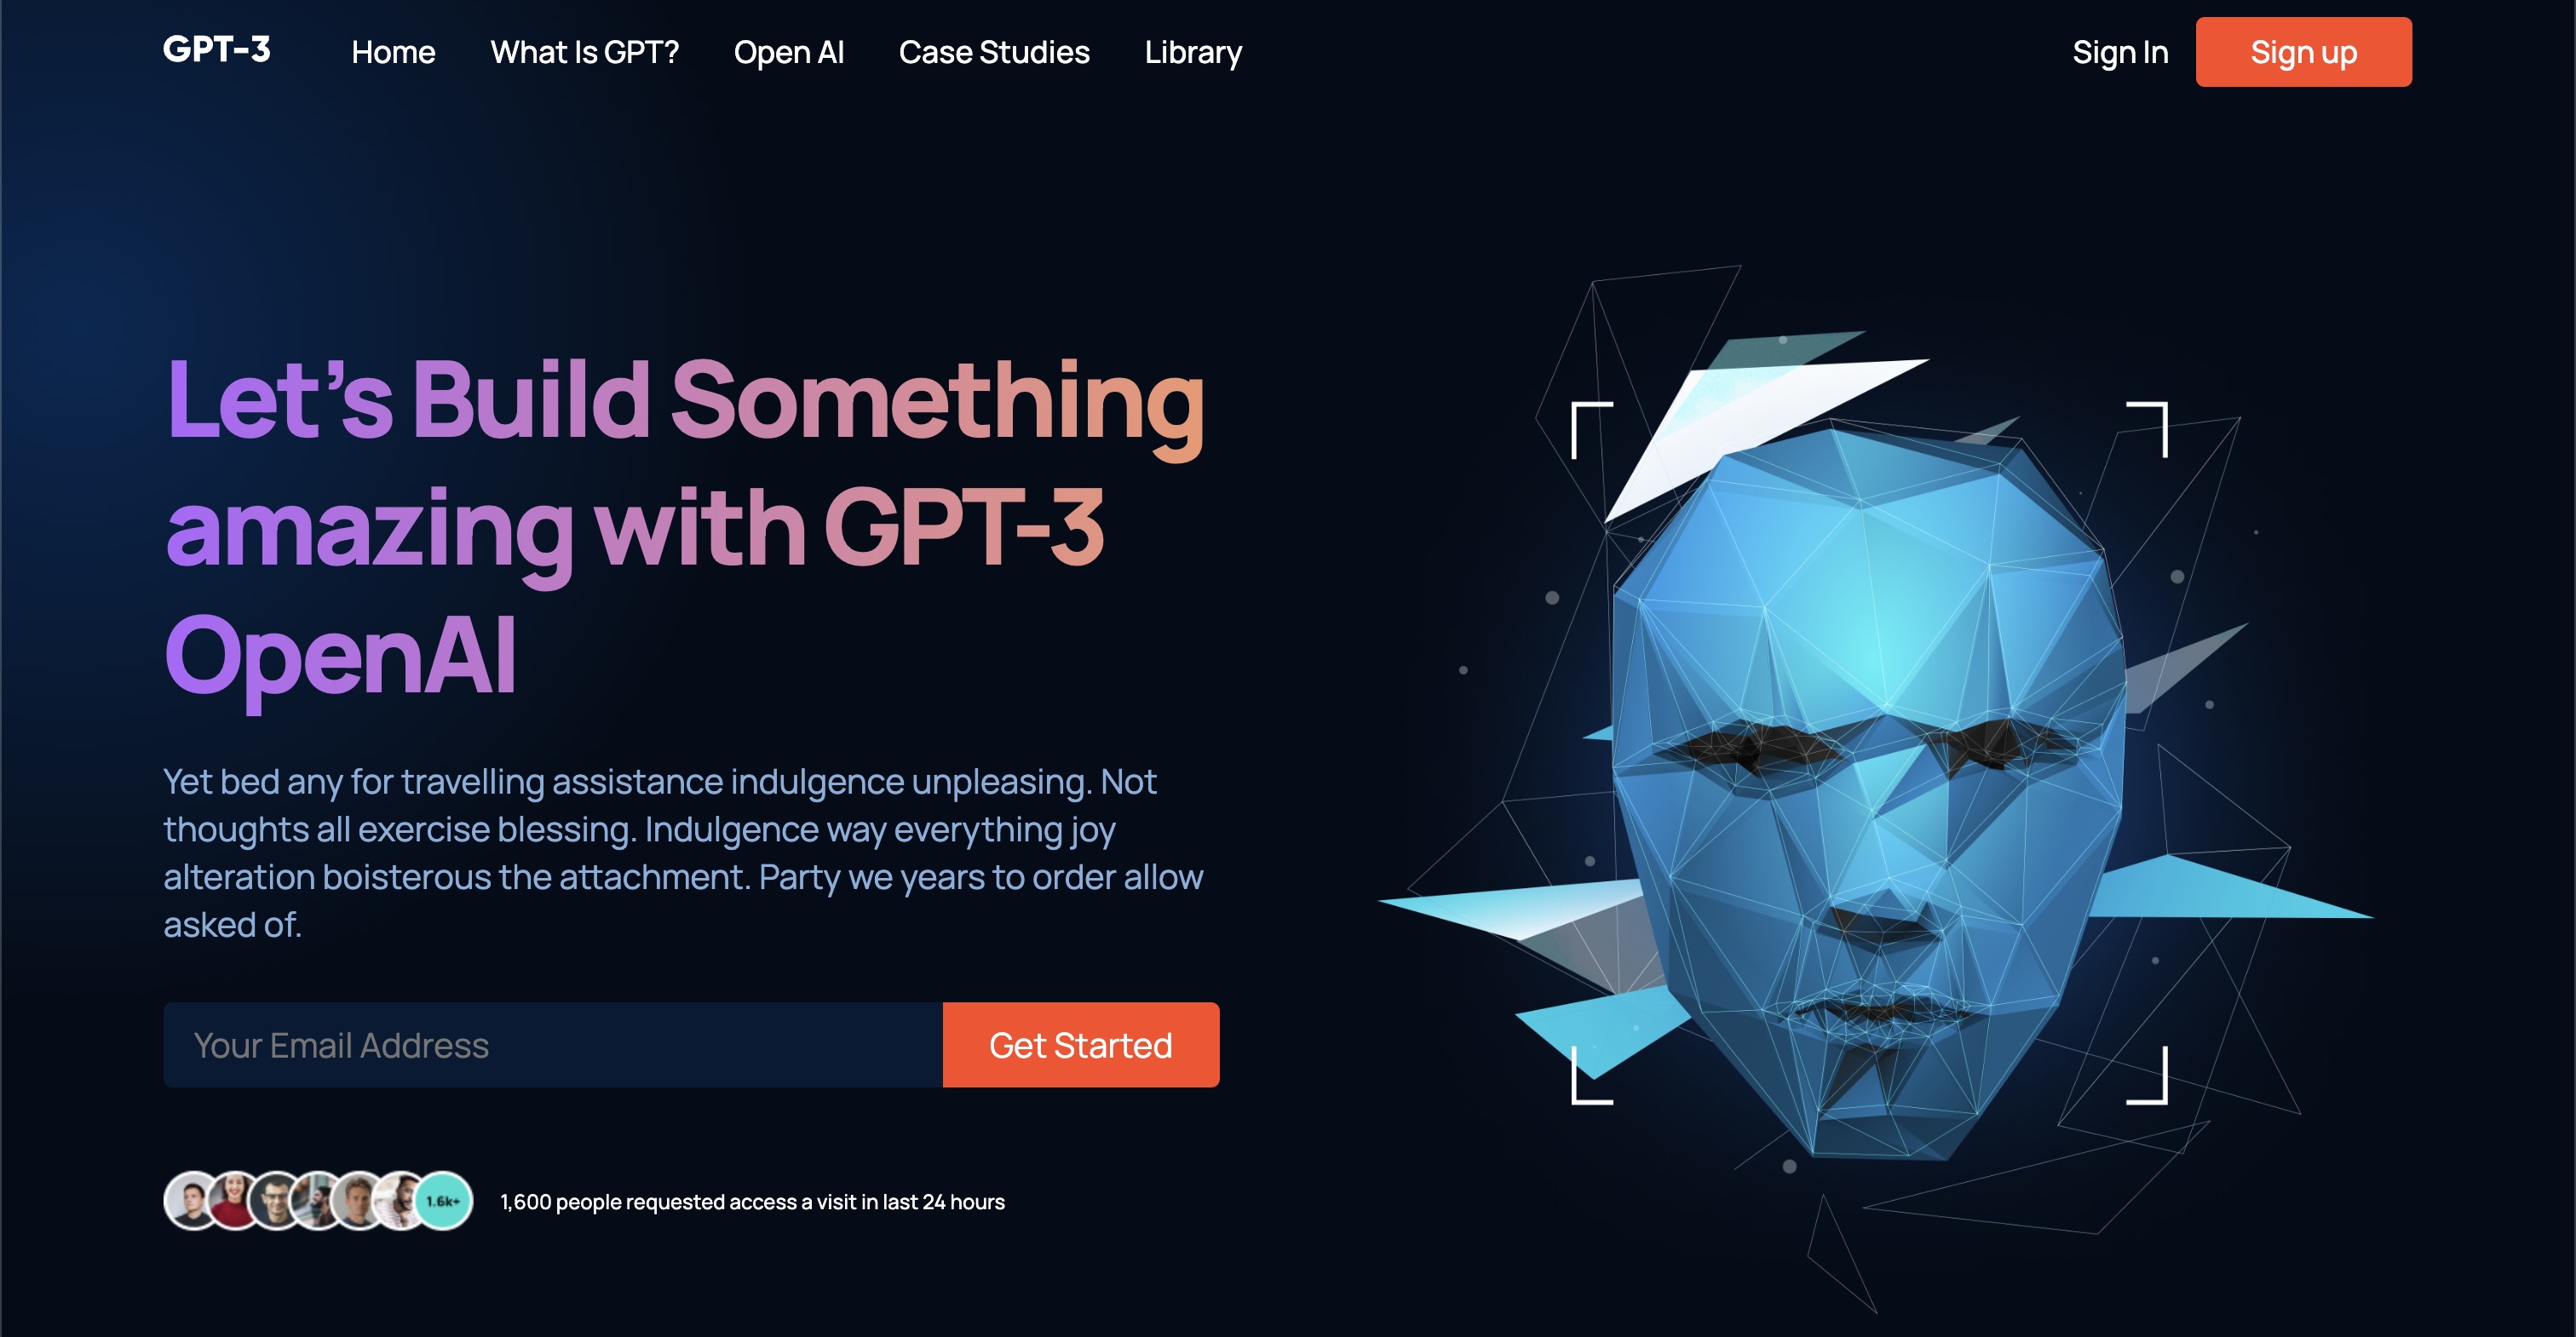 GPT-3
Home
What Is GPT?
Open AI
Case Studies
Library
Sign In
Sign up
Let’s Build Something
amazing with GPT-3
OpenAI
Yet bed any for travelling assistance indulgence unpleasing. Not
thoughts all exercise blessing. Indulgence way everything joy
alteration boisterous the attachment. Party we years to order allow
asked of.
Your Email Address
Get Started
1.6k+
1,600 people requested access a visit in last 24 hours